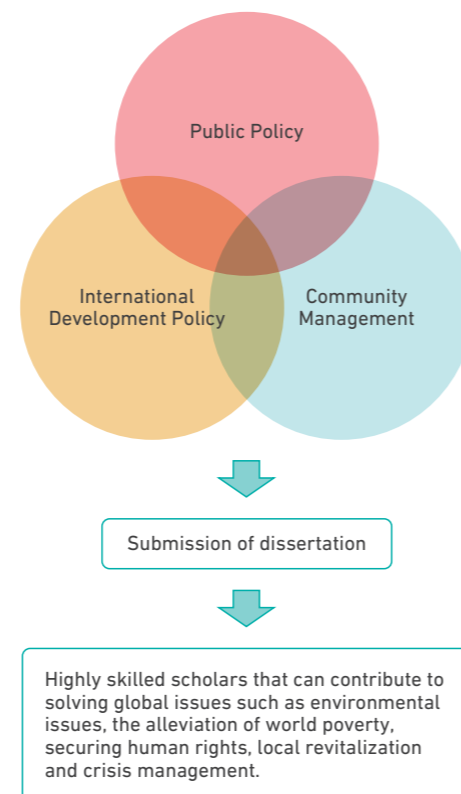 Public Policy
International
Development Policy
Community
Management
Submission of dissertation
Highly skilled scholars that can contribute to
solving global issues such as environmental
issues, the alleviation of world poverty,
securing human rights, local revitalization
and crisis management.